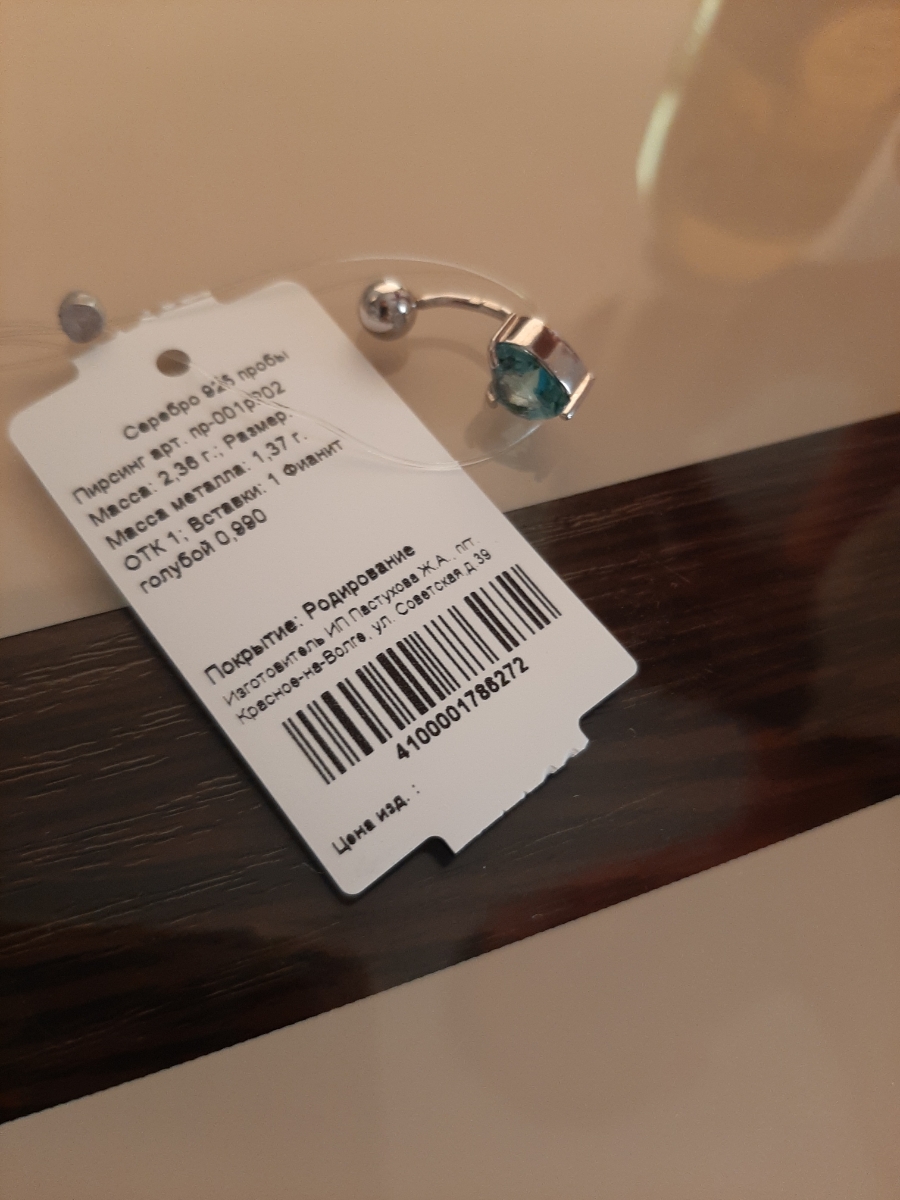 Серебро 925 пробы
Пирсинг арт. пр-001р702
Масса: 2,36 г.; Размер:
Масса металла: 1,37 г.
ОТК 1; Вставки: 1 Фианит
голубой 0,990
Покрытие: Родирование
Изготовитель ИП Пастухова Ж.А., пгт.
Красное-на-Волге, ул. Советская,д 39
4100001786272
Цена изд. :